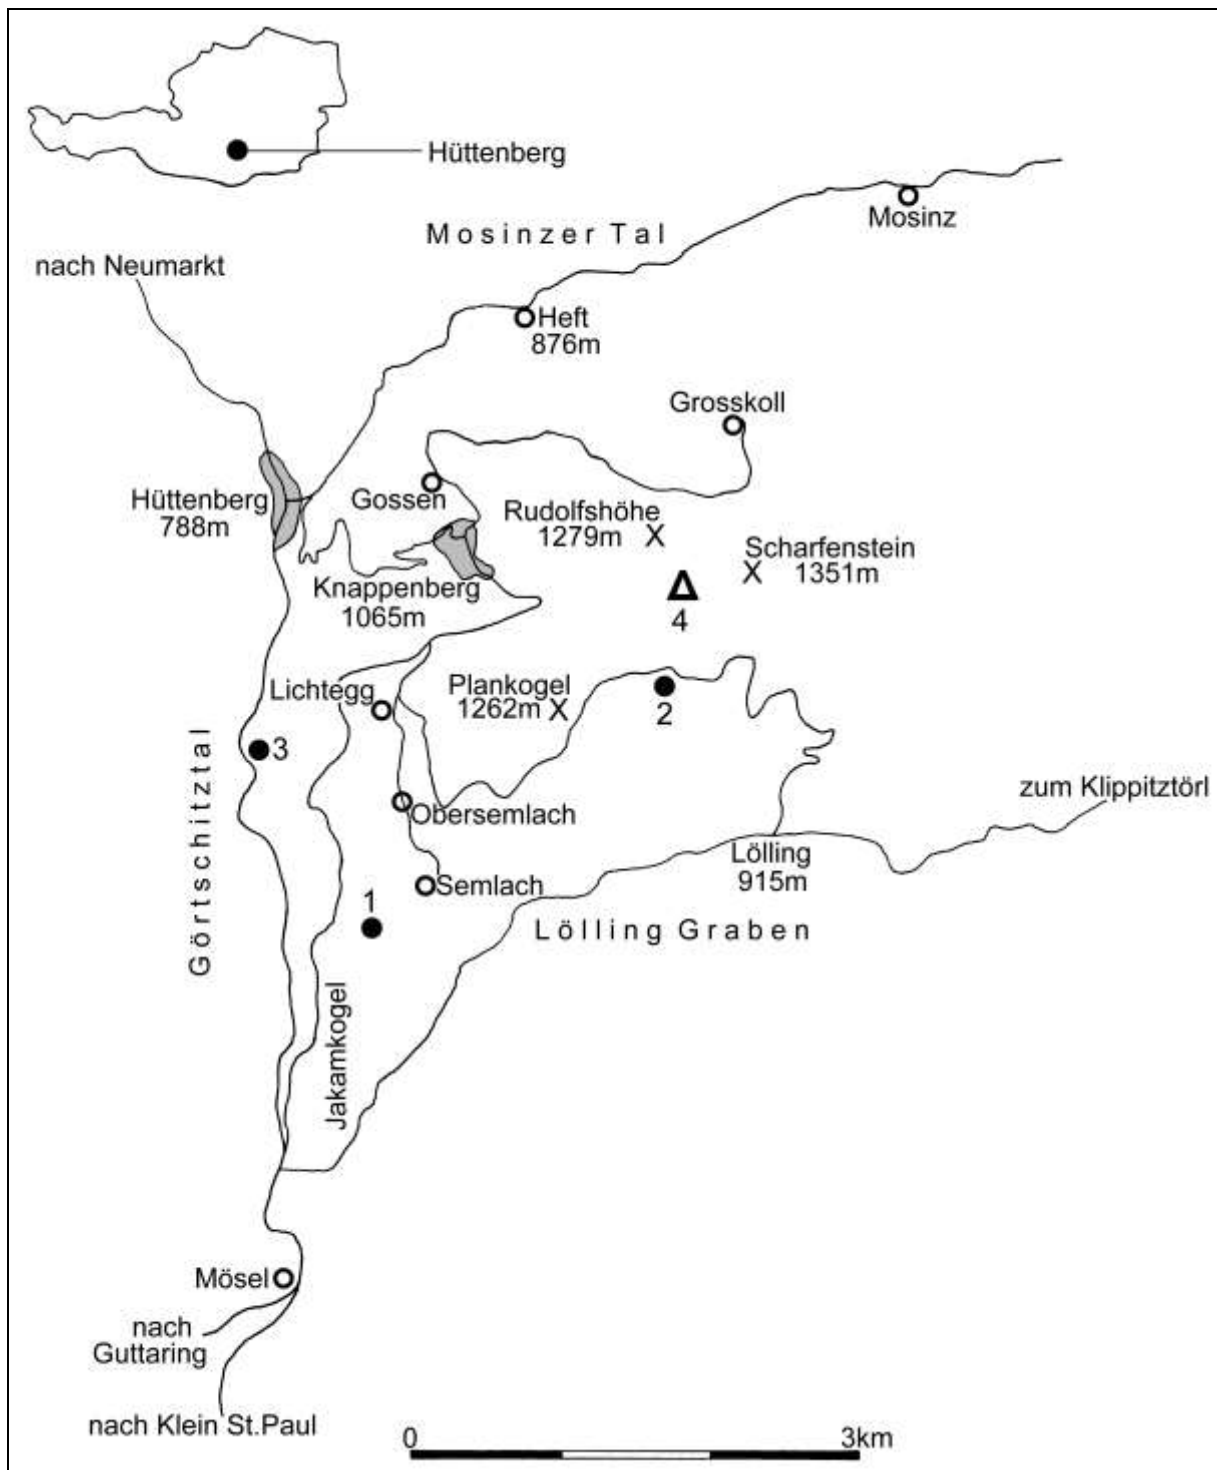 Hüttenberg
Mosinz
Mosinzer Tal
nach Neumarkt
Heft
876m
Grosskoll
Hüttenberg
788m
Gossen
Rudolfshöhe
1279m X
Scharfenstein
X 1351m
Knappenberg
1065m
Δ
4
Lichtegg
Plankogel
1262m X
2
3
Görtschitztal
Obersemlach
zum Klippitztörl
Lölling
915m
Semlach
1
Lölling Graben
Jakamkogel
Mösel
nach
Guttaring
nach Klein St.Paul
0 3km